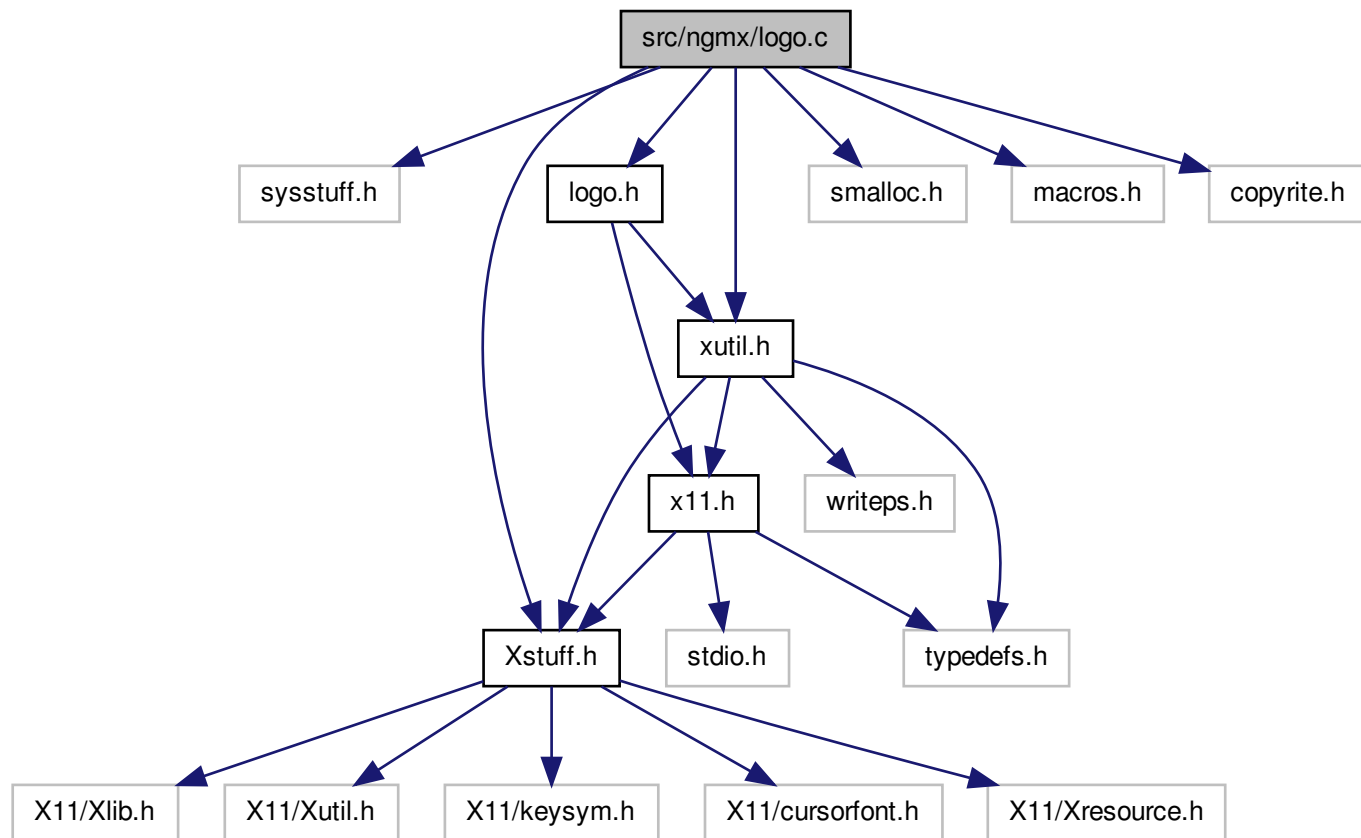 src/ngmx/logo.c
sysstuff.h
logo.h
smalloc.h
macros.h
copyrite.h
xutil.h
x11.h
writeps.h
Xstuff.h
stdio.h
typedefs.h
X11/Xlib.h
X11/Xutil.h
X11/keysym.h
X11/cursorfont.h
X11/Xresource.h